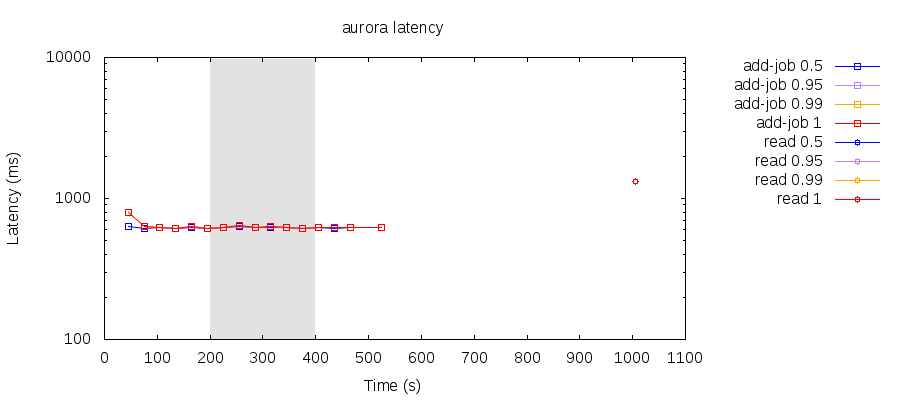 aurora latency
Latency (ms)
10000
1000
100
0 100 200 300 400 500 600 700 800 900 1000 1100
Time (s)
add-job 0.5
add-job 0.95
add-job 0.99
add-job 1
read 0.5
read 0.95
read 0.99
read 1